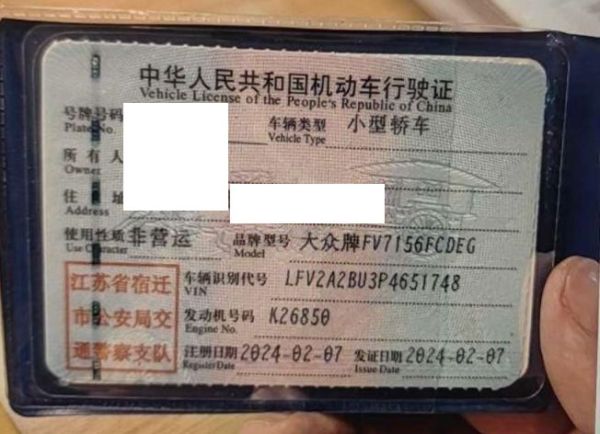 中华人民共和国机动车行驶证
Vehicle License of the People's Republic of China
号牌号码 车辆类型 小型轿车
Plate No. Vehicle Type
所有人
Owner
住址
Address
使用性质 非营运 品牌型号 大众牌FV7156FCDEG
Use Character Model
江苏省宿迁 车辆识别代号 LFV2A2BU3P4651748
VIN
市公安局交 发动机号码 K26850
Engine No.
通警察支队 注册日期 2024-02-07 发证日期 2024-02-07
Register Date Issue Date